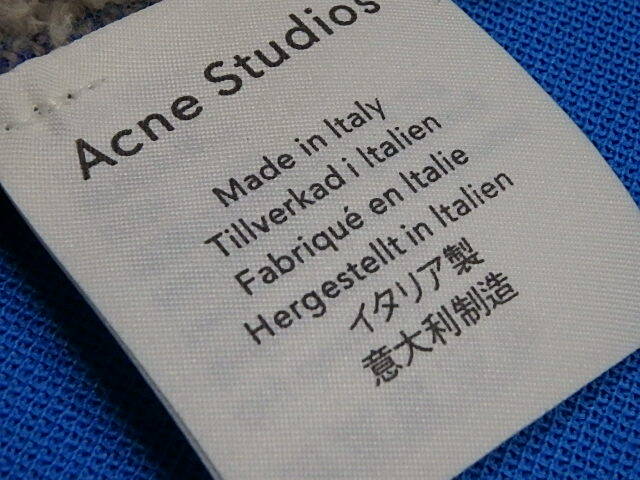 Acne Studios
Made in Italy
Tillverkad i Italien
Fabriqué en Italie
Hergestellt in Italien
イタリア製
意大利制造